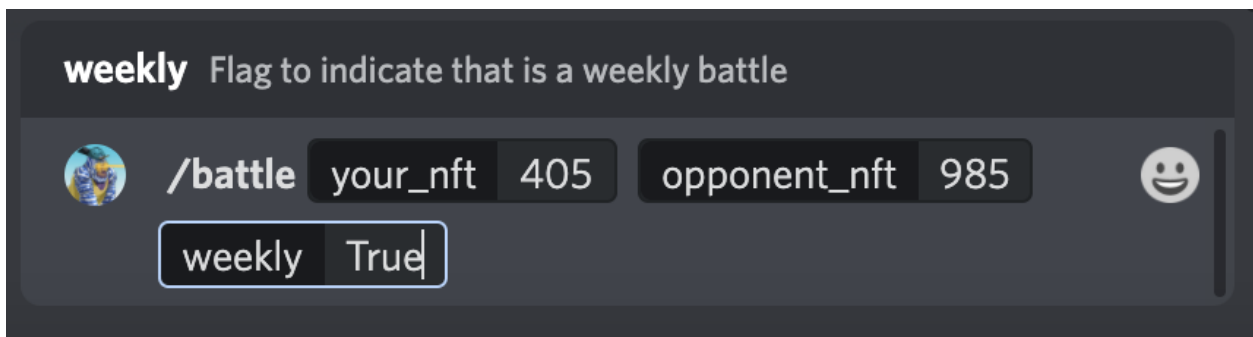 weekly Flag to indicate that is a weekly battle
/battle your_nft 405 opponent_nft 985
weekly True